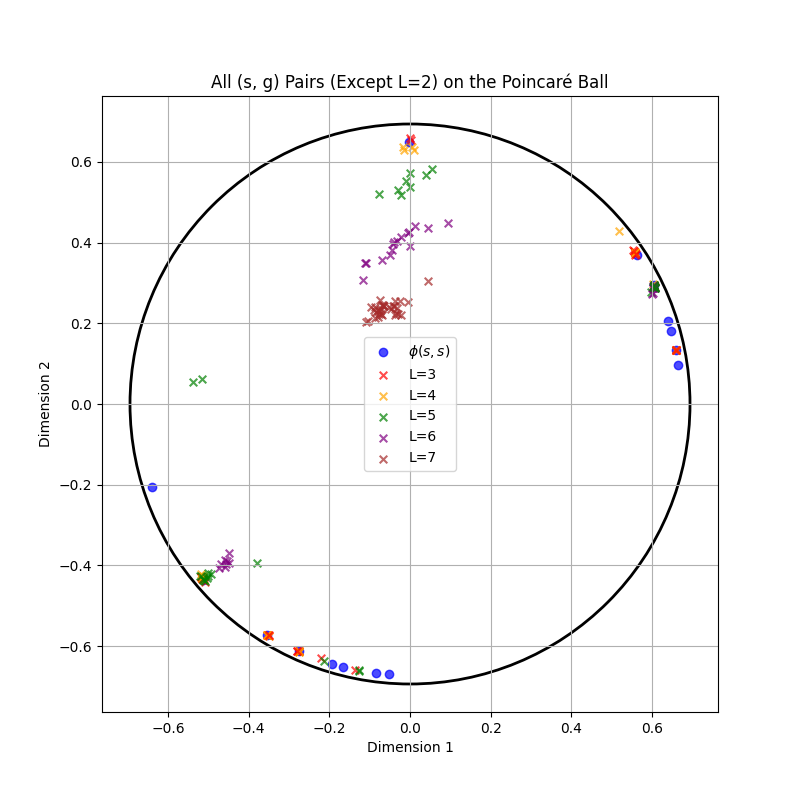 All (s, g) Pairs (Except L=2) on the Poincaré Ball
Dimension 2
0.6
0.4
0.2
0.0
−0.2
−0.4
−0.6
ϕ(s, s)
L=3
L=4
L=5
L=6
L=7
−0.6 −0.4 −0.2 0.0 0.2 0.4 0.6
Dimension 1